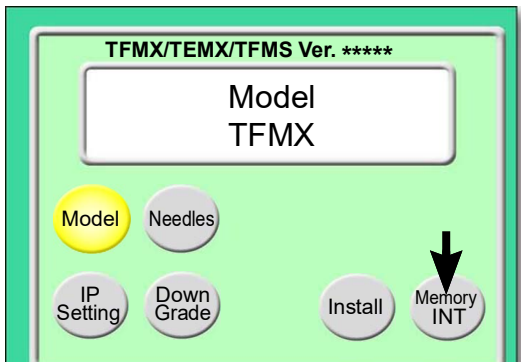 TFMX/TEMX/TFMS Ver. *****
Model
TFMX
Model
Needles
IP
Setting
Down
Grade
Install
Memory
INT